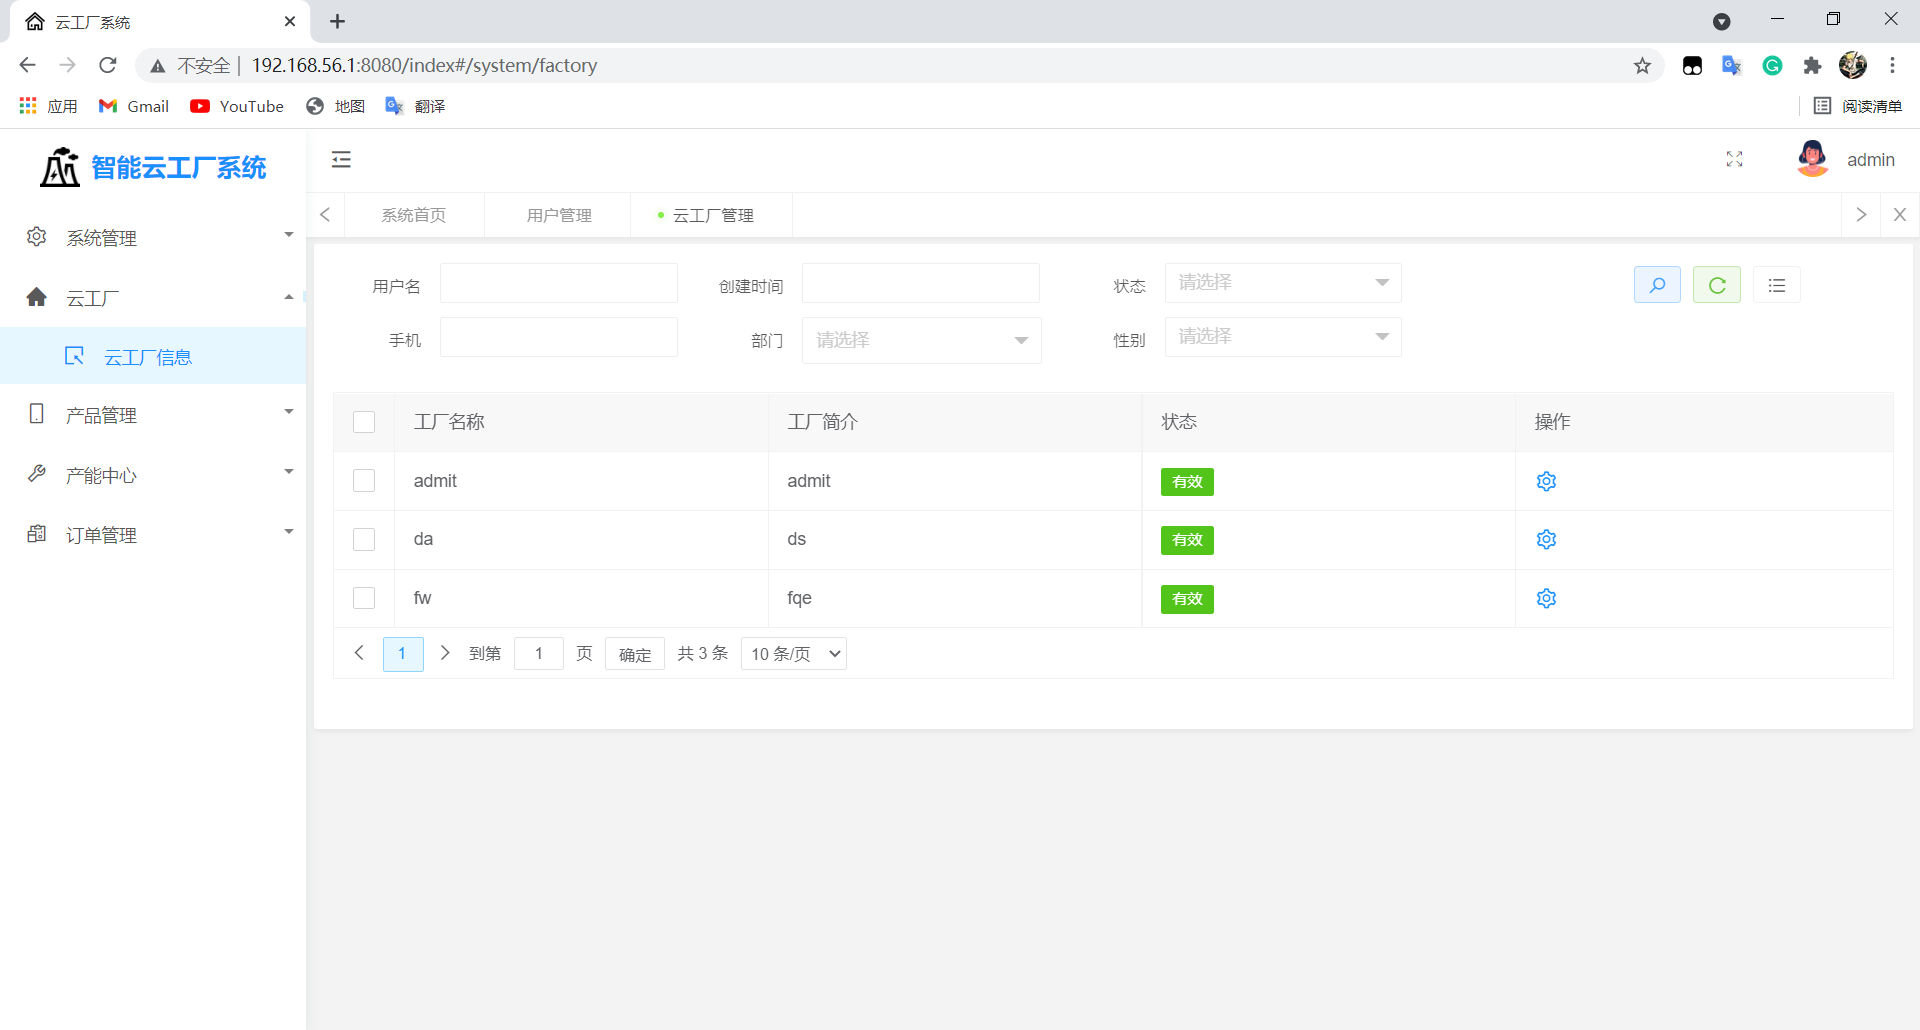 云工厂系统
不安全 | 192.168.56.1:8080/index#/system/factory
应用 Gmail YouTube 地图 翻译 阅读清单
智能云工厂系统 admin
系统首页 用户管理 云工厂管理
系统管理
云工厂
云工厂信息
产品管理
产能中心
订单管理
用户名 创建时间 状态 请选择
手机 部门 请选择 性别 请选择
工厂名称 工厂简介 状态 操作
admit admit 有效
da ds 有效
fw fqe 有效
1 到第 1 页 确定 共 3 条 10 条/页